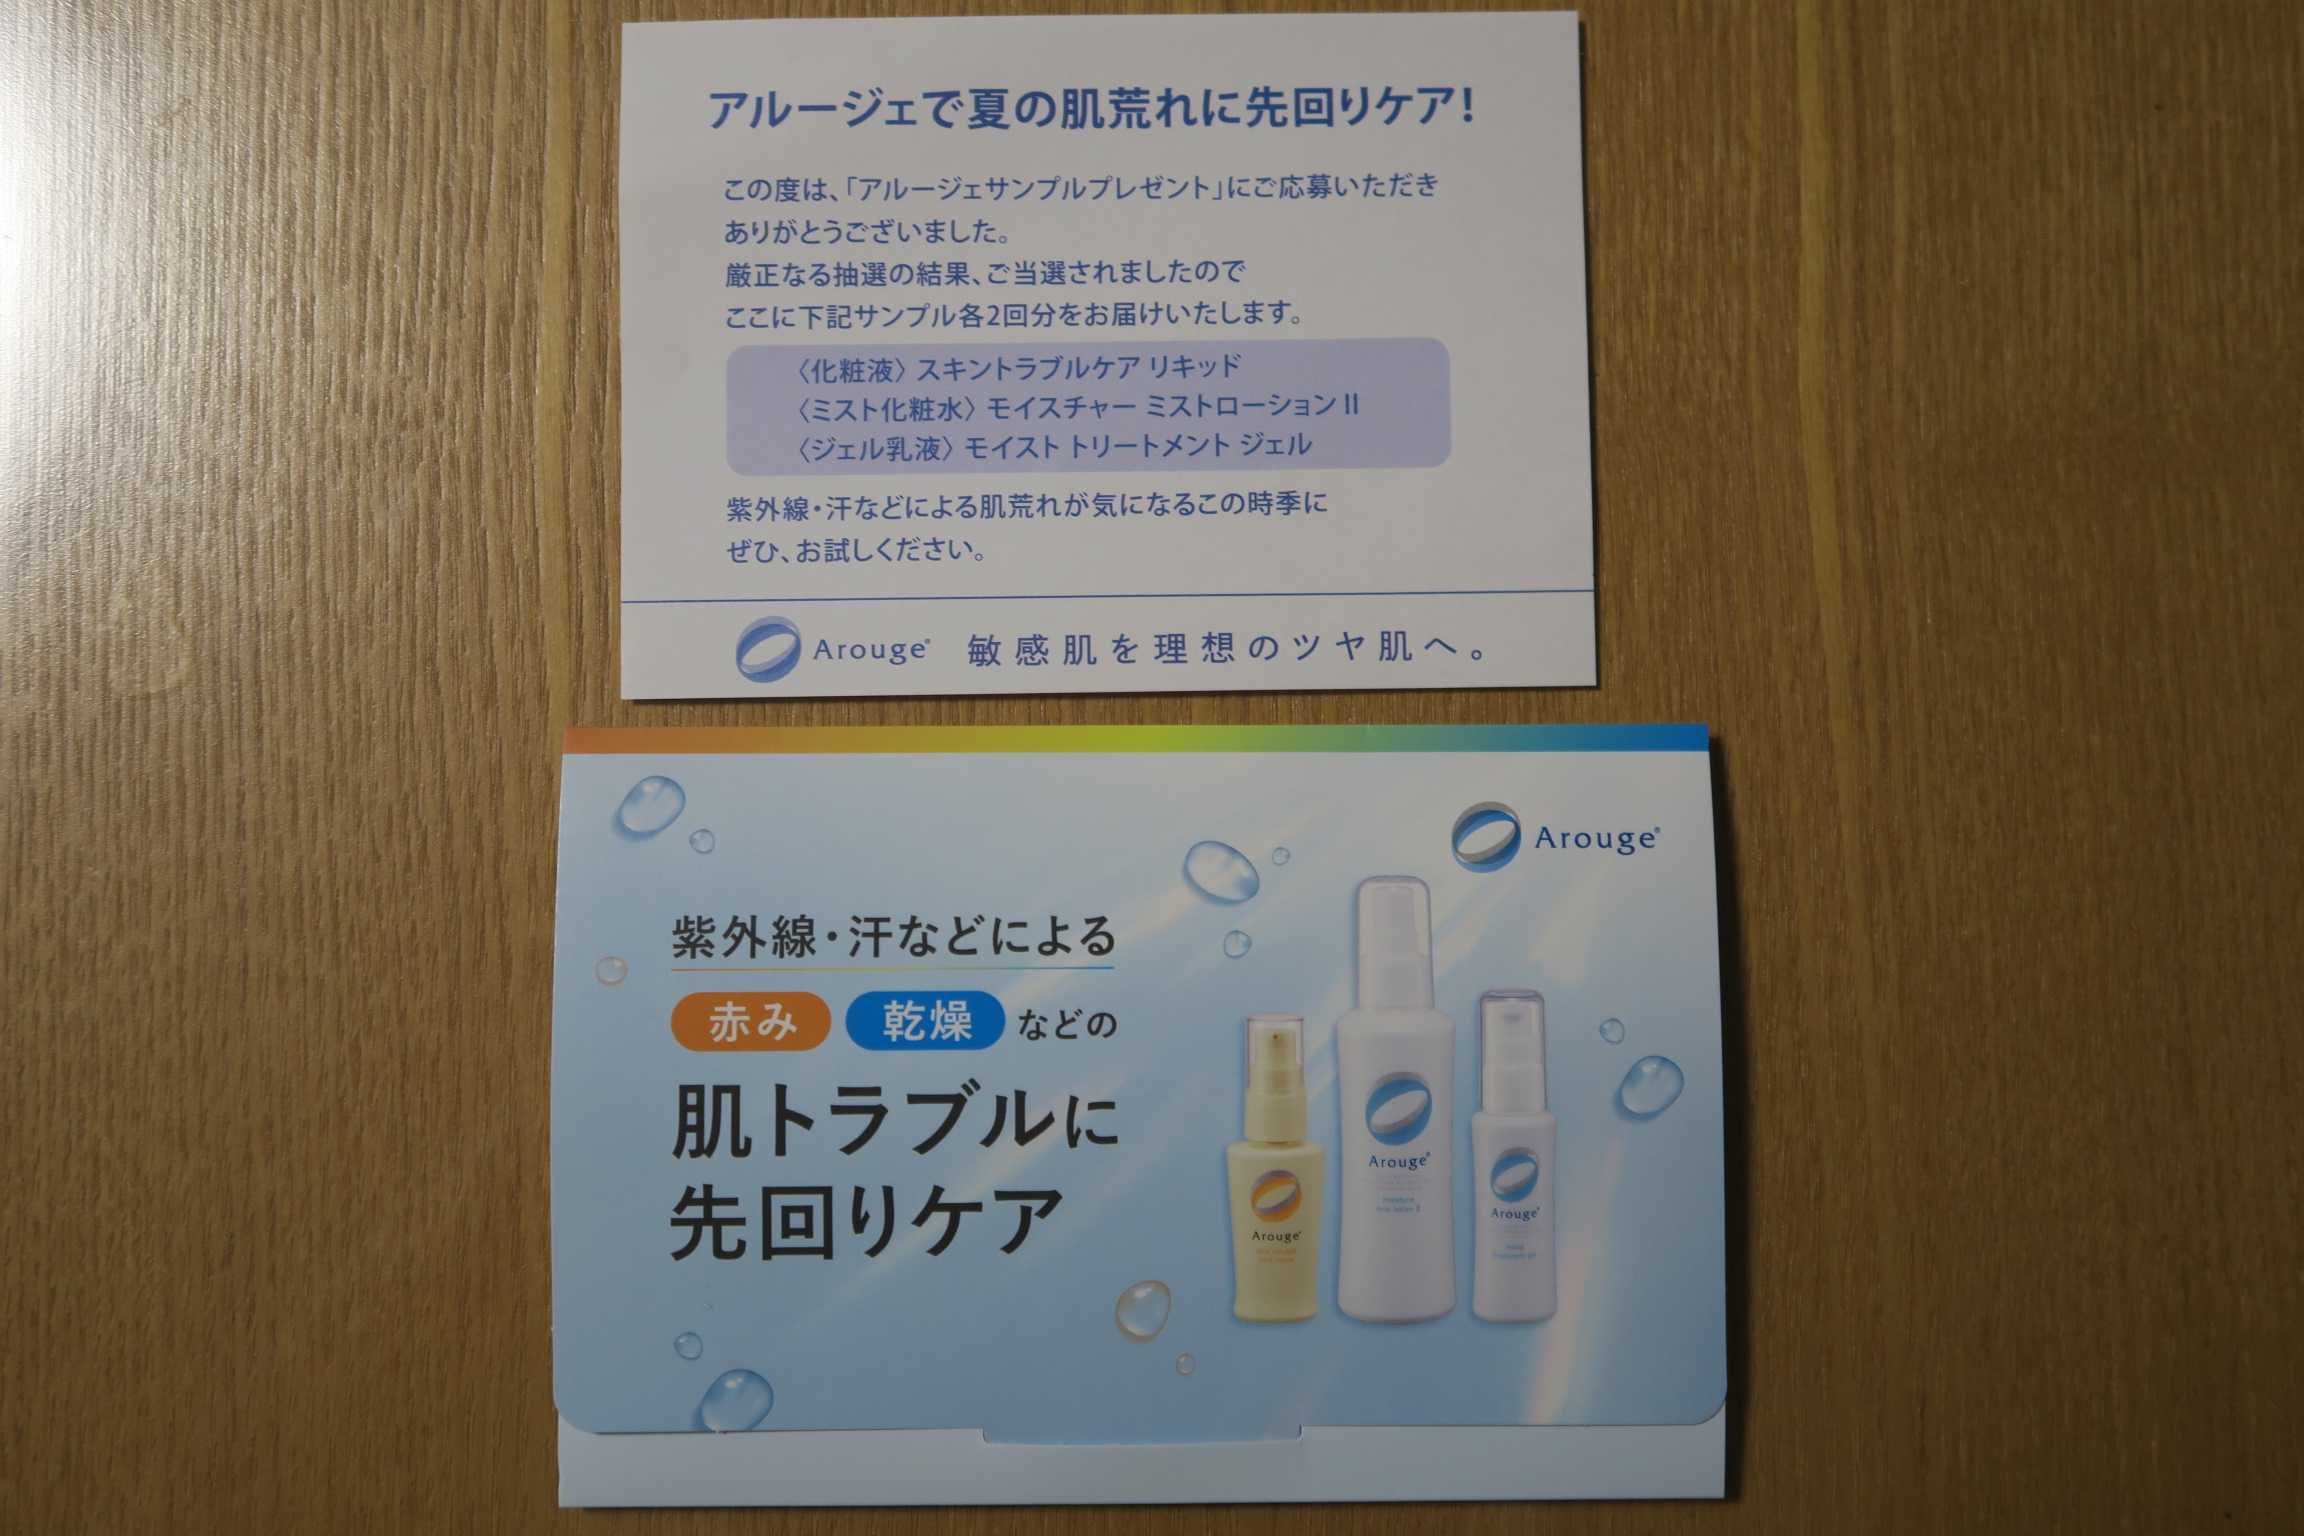 アルージェで夏の肌荒れに先回りケア!
この度は、「アルージェサンプルプレゼント」にご応募いただき
ありがとうございました。
厳正なる抽選の結果、ご当選されましたので
ここに下記サンプル各2回分をお届けいたします。
〈化粧液〉 スキントラブルケア リキッド
〈ミスト化粧水〉 モイスチャー ミストローションⅡ
〈ジェル乳液〉 モイスト トリートメント ジェル
紫外線・汗などによる肌荒れが気になるこの時季に
ぜひ、お試しください。
Arouge® 敏感肌を理想のツヤ肌へ。
Arouge®
紫外線・汗などによる
赤み 乾燥 などの
肌トラブルに
先回りケア
Arouge®
Arouge®
Arouge®